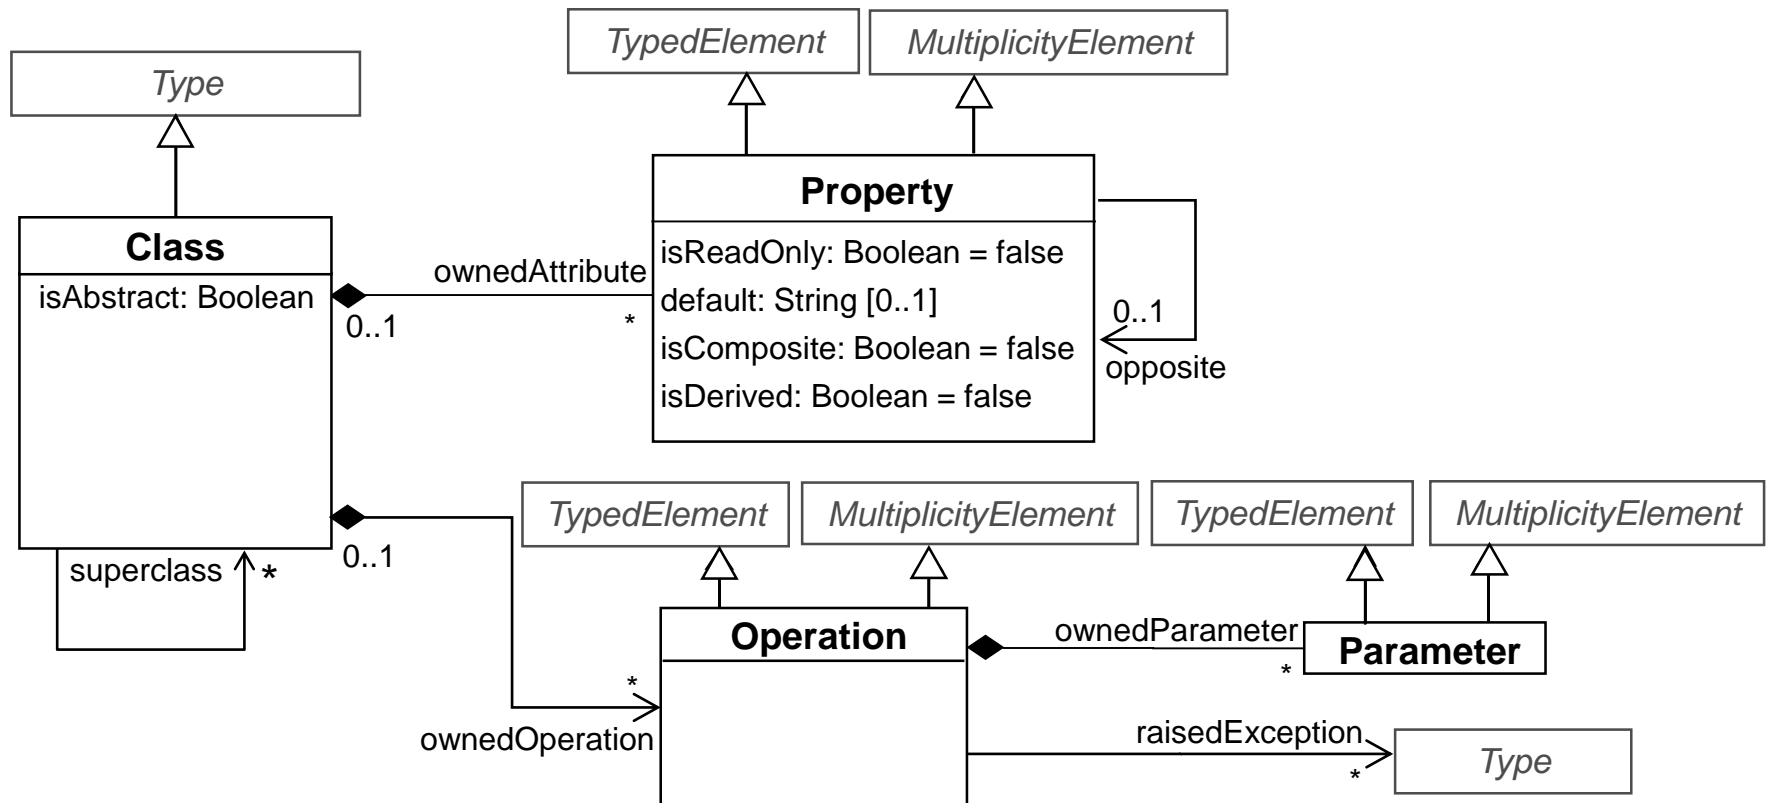 TypedElement
MultiplicityElement
Type
Property
Class
isReadOnly: Boolean = false
ownedAttribute
isAbstract: Boolean
default: String [0..1]
0..1
*
0..1
isComposite: Boolean = false
opposite
isDerived: Boolean = false
TypedElement
MultiplicityElement
TypedElement
MultiplicityElement
0..1
superclass
*
Operation
ownedParameter
Parameter
*
*
ownedOperation
raisedException
*
Type